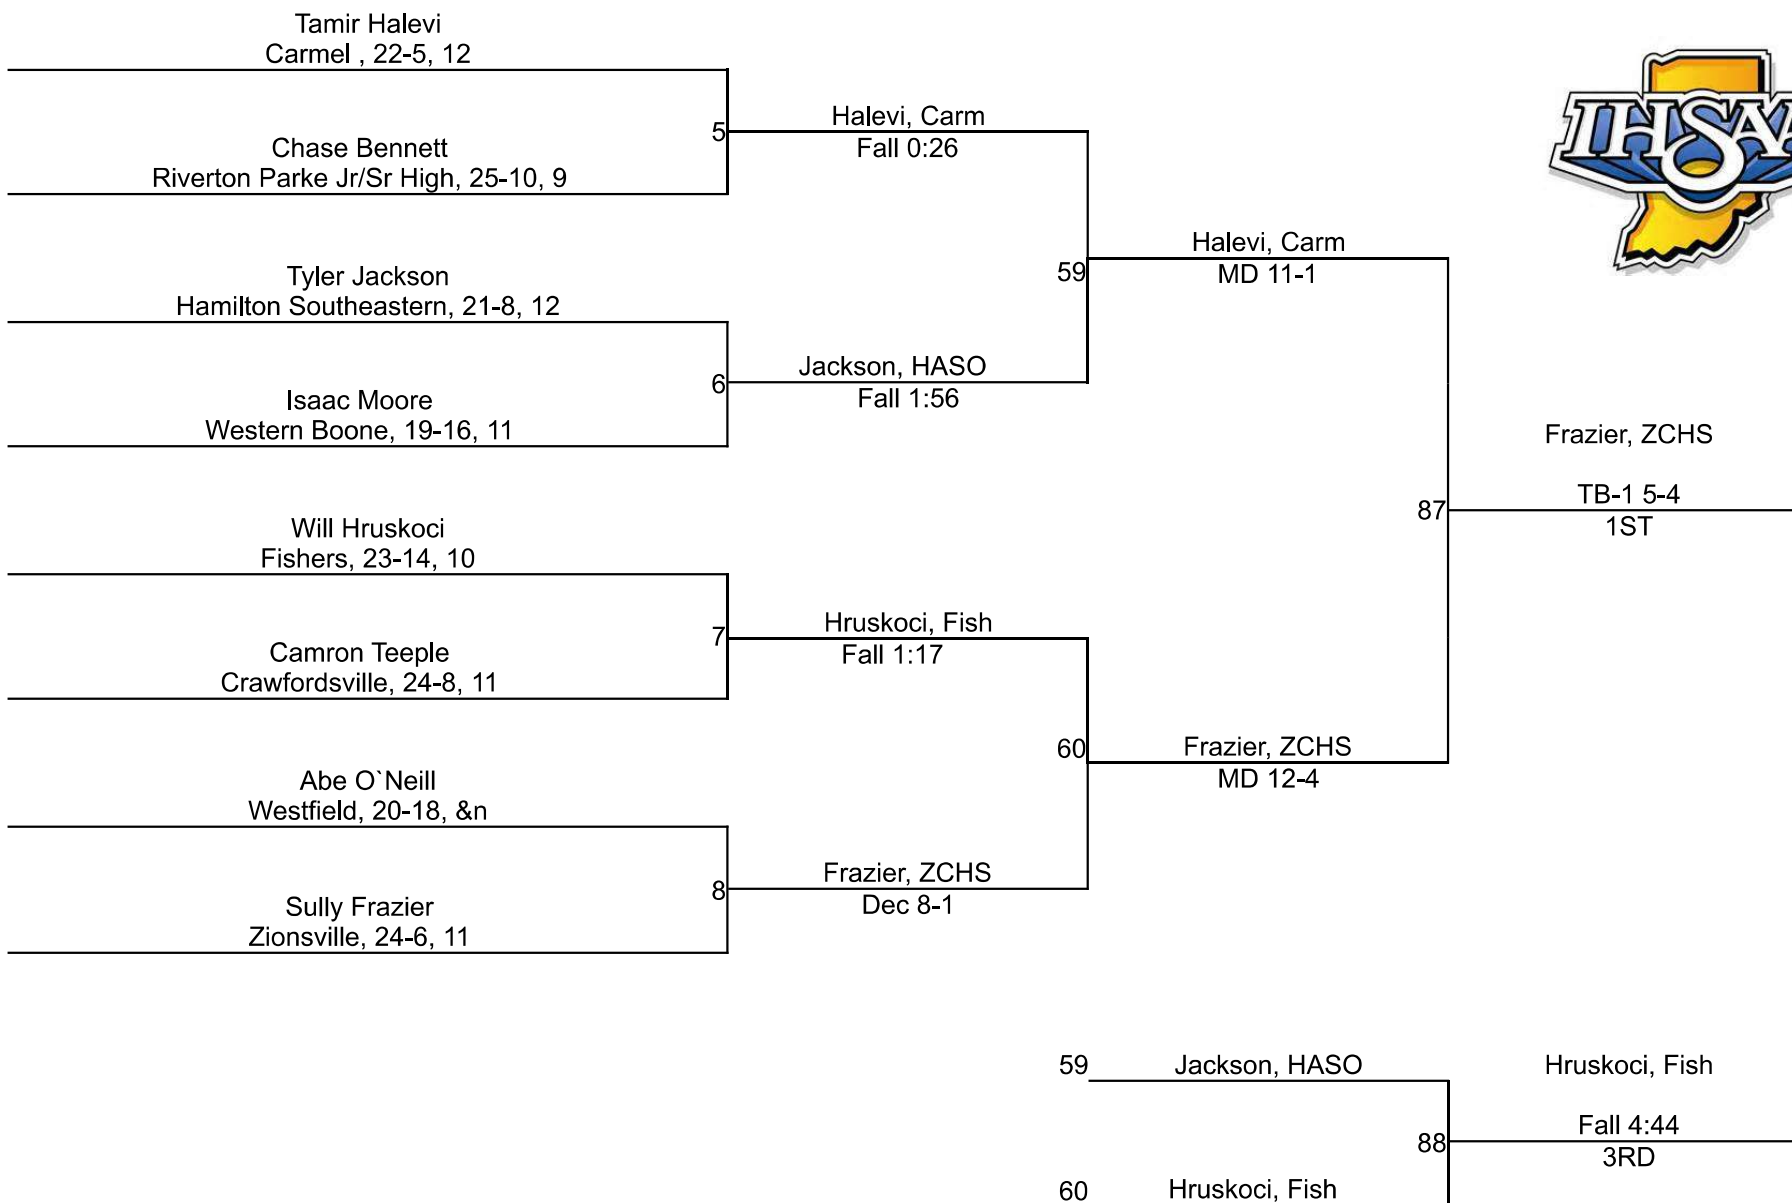 Tamir Halevi
Carmel , 22-5, 12
Chase Bennett
Riverton Parke Jr/Sr High, 25-10, 9
5
Halevi, Carm
Fall 0:26
Tyler Jackson
Hamilton Southeastern, 21-8, 12
Isaac Moore
Western Boone, 19-16, 11
6
Jackson, HASO
Fall 1:56
59
Halevi, Carm
MD 11-1
Will Hruskoci
Fishers, 23-14, 10
Camron Teeple
Crawfordsville, 24-8, 11
7
Hruskoci, Fish
Fall 1:17
Abe O`Neill
Westfield, 20-18, &n
Sully Frazier
Zionsville, 24-6, 11
8
Frazier, ZCHS
Dec 8-1
60
Frazier, ZCHS
MD 12-4
87
Frazier, ZCHS
TB-1 5-4
1ST
IHSAA
59
Jackson, HASO
60
Hruskoci, Fish
88
Hruskoci, Fish
Fall 4:44
3RD